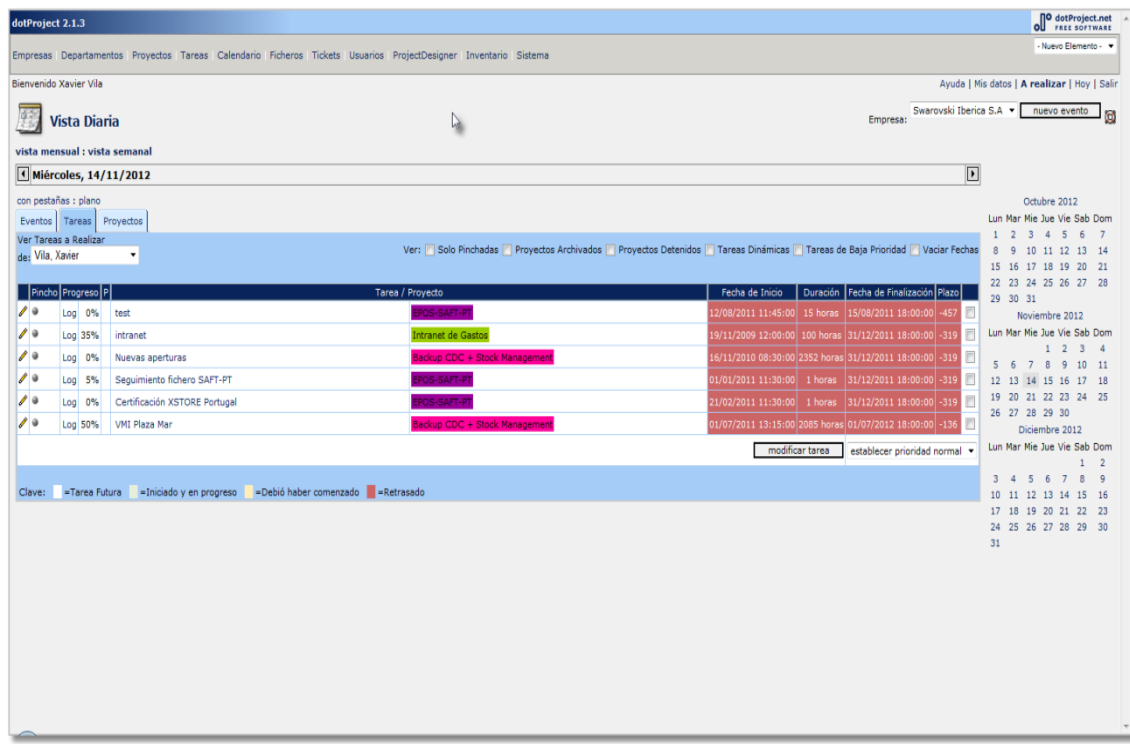 dotProject 2.1.3
dotProject.net
FREE SOFTWARE
Empresas Departamentos Proyectos Tareas Calendario Ficheros Tickets Usuarios ProjectDesigner Inventario Sistema
- Nuevo Elemento -
Bienvenido Xavier Vila
Ayuda | Mis datos | A realizar | Hoy | Salir
Vista Diaria
Empresa: Swarovski Iberica S.A nuevo evento
vista mensual : vista semanal
Miércoles, 14/11/2012
con pestañas : plano
Eventos Tareas Proyectos
Ver Tareas a Realizar
de: Vila, Xavier
Ver: Solo Pinchadas Proyectos Archivados Proyectos Detenidos Tareas Dinámicas Tareas de Baja Prioridad Vaciar Fechas
Pincho Progreso P Tarea / Proyecto Fecha de Inicio Duración Fecha de Finalización Plazo
Log 0% test EPOS-SAFT-PT 12/08/2011 11:45:00 15 horas 15/08/2011 18:00:00 -457
Log 35% intranet Intranet de Gastos 19/11/2009 12:00:00 100 horas 31/12/2011 18:00:00 -319
Log 0% Nuevas aperturas Backup CDC + Stock Management 16/11/2010 08:30:00 2352 horas 31/12/2011 18:00:00 -319
Log 5% Seguimiento fichero SAFT-PT EPOS-SAFT-PT 01/01/2011 11:30:00 1 horas 31/12/2011 18:00:00 -319
Log 0% Certificación XSTORE Portugal EPOS-SAFT-PT 21/02/2011 11:30:00 1 horas 31/12/2011 18:00:00 -319
Log 50% VMI Plaza Mar Backup CDC + Stock Management 01/07/2011 13:15:00 2085 horas 01/07/2012 18:00:00 -136
modificar tarea establecer prioridad normal
Clave: =Tarea Futura =Iniciado y en progreso =Debió haber comenzado =Retrasado
Octubre 2012
Lun Mar Mie Jue Vie Sab Dom
1 2 3 4 5 6 7
8 9 10 11 12 13 14
15 16 17 18 19 20 21
22 23 24 25 26 27 28
29 30 31
Noviembre 2012
Lun Mar Mie Jue Vie Sab Dom
1 2 3 4
5 6 7 8 9 10 11
12 13 14 15 16 17 18
19 20 21 22 23 24 25
26 27 28 29 30
Diciembre 2012
Lun Mar Mie Jue Vie Sab Dom
1 2
3 4 5 6 7 8 9
10 11 12 13 14 15 16
17 18 19 20 21 22 23
24 25 26 27 28 29 30
31